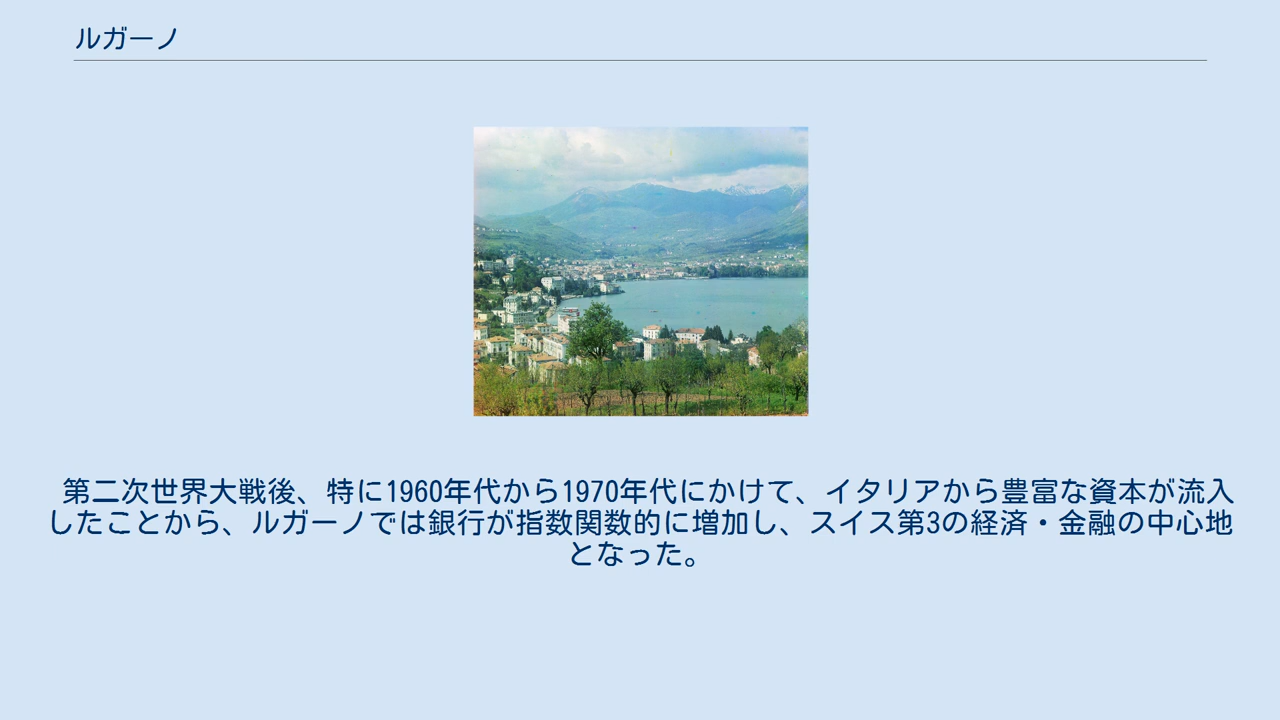 ルガーノ
第二次世界大戦後、特に1960年代から1970年代にかけて、イタリアから豊富な資本が流入
したことから、ルガーノでは銀行が指数関数的に増加し、スイス第3の経済・金融の中心地
となった。